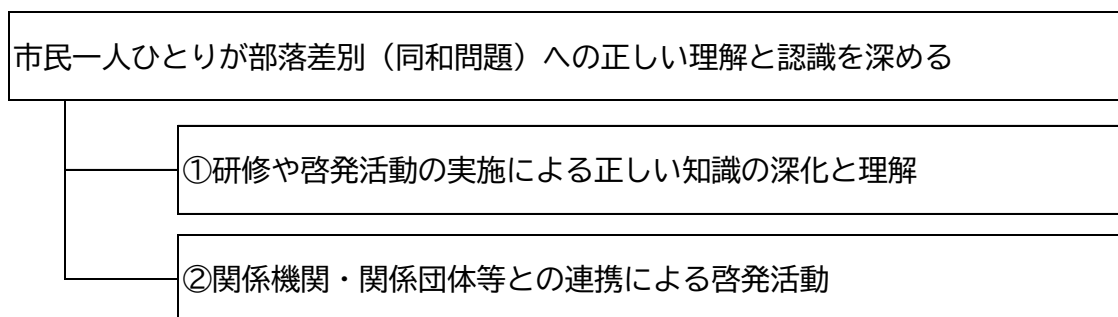 市民一人ひとりが部落差別（同和問題）への正しい理解と認識を深める
①研修や啓発活動の実施による正しい知識の深化と理解
②関係機関・関係団体等との連携による啓発活動